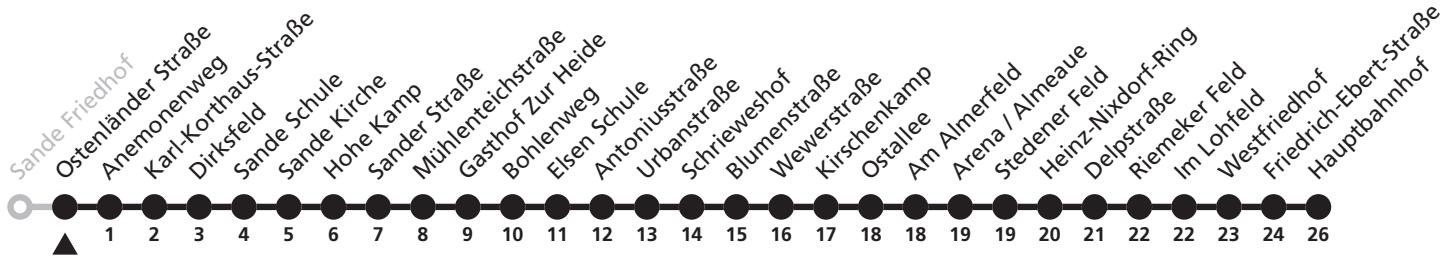 Sande Friedhof
Ostenländer Straße
Anemonenweg
Karl-Korthaus-Straße
Dirksfeld
Sande Schule
Sande Kirche
Hohe Kamp
Sander Straße
Mühlenteichstraße
Gasthof Zur Heide
Bohlenweg
Elsen Schule
Antoniusstraße
Urbanstraße
Schrieweshof
Blumenstraße
Wewerstraße
Kirschenkamp
Ostallee
Am Almerfeld
Arena / Almeaue
Stedener Feld
Heinz-Nixdorf-Ring
Delpstraße
Riemeker Feld
Im Lohfeld
Westfriedhof
Friedrich-Ebert-Straße
Hauptbahnhof
1 2 3 4 5 6 7 8 9 10 11 12 13 14 15 16 17 18 18 19 19 20 21 22 22 23 24 26